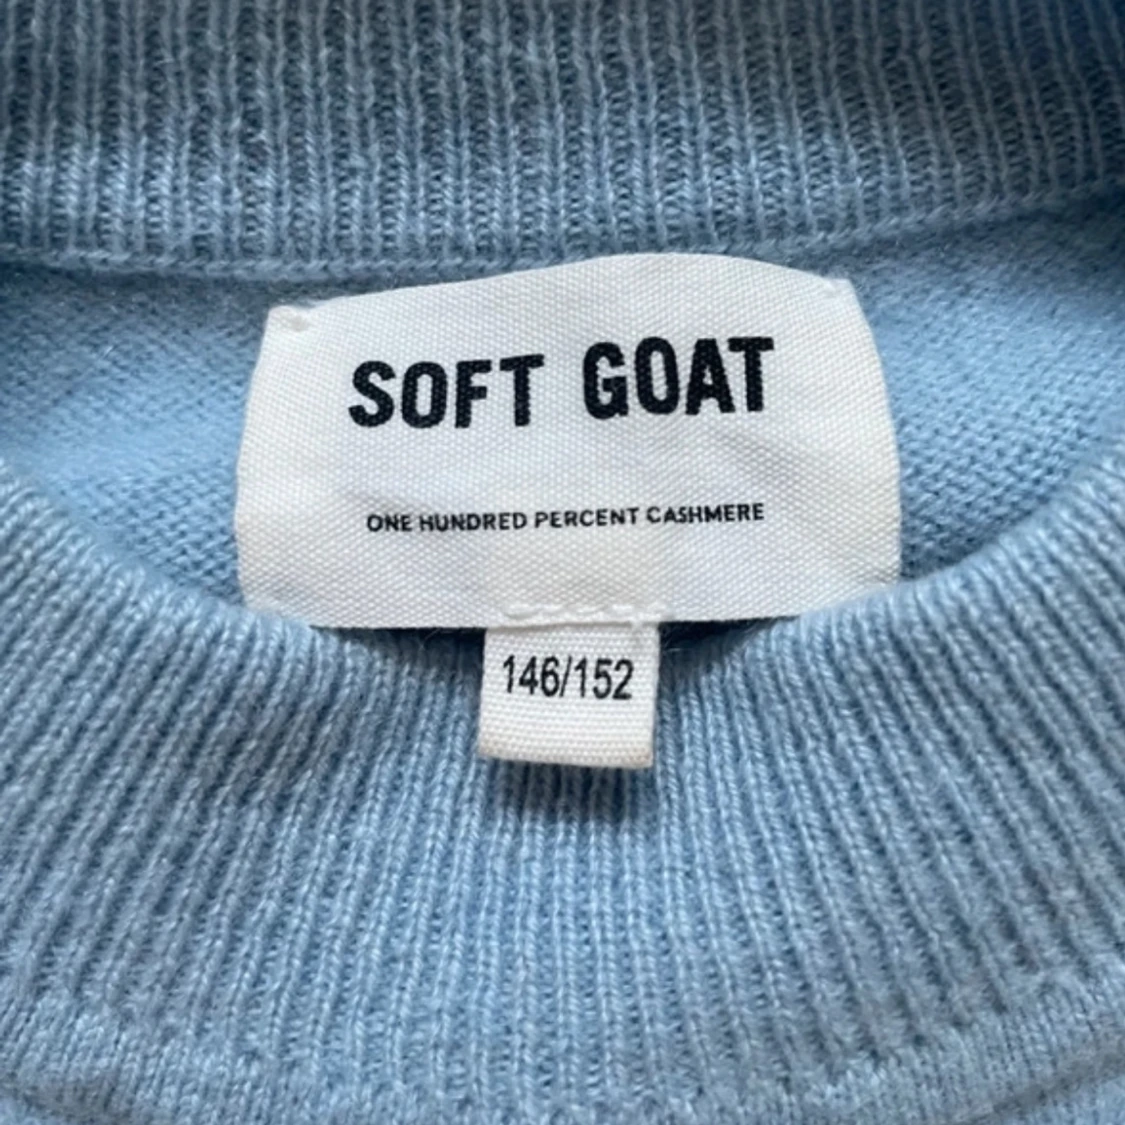 SOFT GOAT
ONE HUNDRED PERCENT CASHMERE
146/152